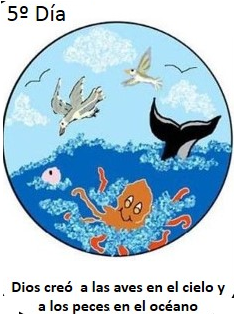 5º Día
Dios creó a las aves en el cielo y
a los peces en el océano